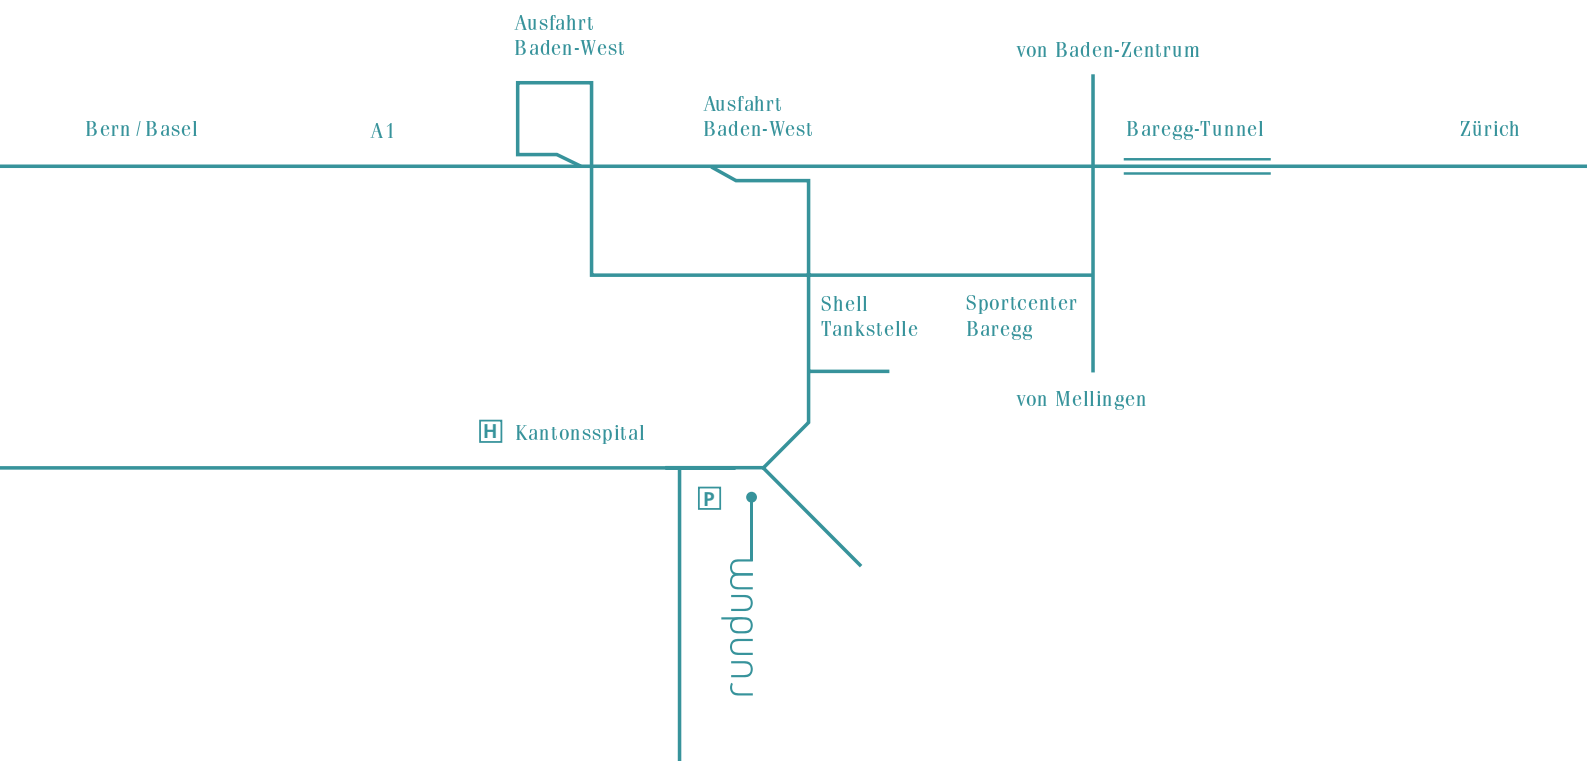 Ausfahrt
Baden-West
von Baden-Zentrum
Ausfahrt
Baden-West
Bern / Basel
A1
Baregg-Tunnel
Zürich
Shell
Tankstelle
Sportcenter
Baregg
von Mellingen
H Kantonsspital
P
rundum